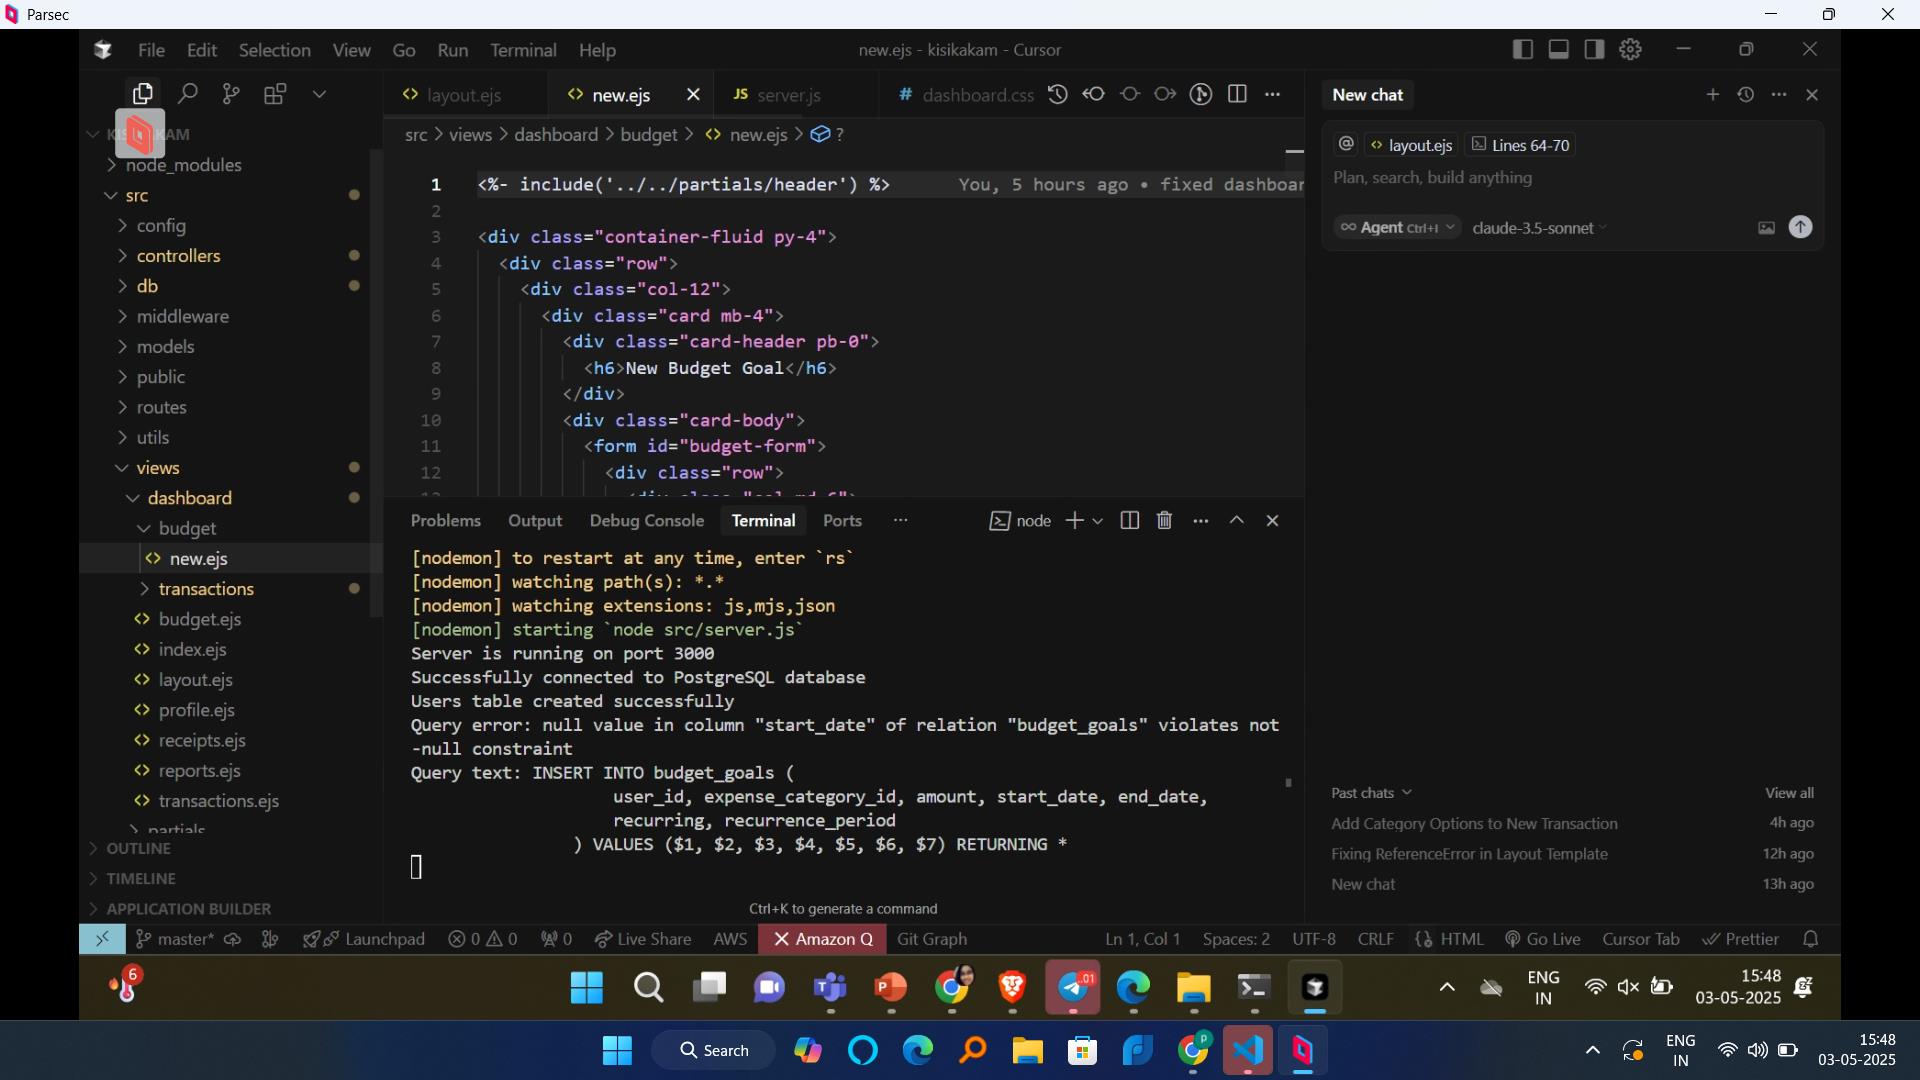 Parsec
File Edit Selection View Go Run Terminal Help
new.ejs - kisikakam - Cursor
layout.ejs
new.ejs
JS server.js
# dashboard.css
src > views > dashboard > budget > <> new.ejs > ?
node_modules
src
config
controllers
db
middleware
models
public
routes
utils
views
dashboard
budget
new.ejs
transactions
budget.ejs
index.ejs
layout.ejs
profile.ejs
receipts.ejs
reports.ejs
transactions.ejs
partials
OUTLINE
TIMELINE
APPLICATION BUILDER
1 <%- include('../../partials/header') %> You, 5 hours ago • fixed dashboar
2
3 <div class="container-fluid py-4">
4 <div class="row">
5 <div class="col-12">
6 <div class="card mb-4">
7 <div class="card-header pb-0">
8 <h6>New Budget Goal</h6>
9 </div>
10 <div class="card-body">
11 <form id="budget-form">
12 <div class="row">
13 <div class="col-md-6">
Problems Output Debug Console Terminal Ports ...
node
[nodemon] to restart at any time, enter `rs`
[nodemon] watching path(s): *.*
[nodemon] watching extensions: js,mjs,json
[nodemon] starting `node src/server.js`
Server is running on port 3000
Successfully connected to PostgreSQL database
Users table created successfully
Query error: null value in column "start_date" of relation "budget_goals" violates not
-null constraint
Query text: INSERT INTO budget_goals (
user_id, expense_category_id, amount, start_date, end_date,
recurring, recurrence_period
) VALUES ($1, $2, $3, $4, $5, $6, $7) RETURNING *
Ctrl+K to generate a command
New chat
@ <> layout.ejs Lines 64-70
Plan, search, build anything
∞ Agent Ctrl+I claude-3.5-sonnet
Past chats View all
Add Category Options to New Transaction 4h ago
Fixing ReferenceError in Layout Template 12h ago
New chat 13h ago
master* Launchpad 0 0 0 Live Share AWS Amazon Q Git Graph Ln 1, Col 1 Spaces: 2 UTF-8 CRLF HTML Go Live Cursor Tab Prettier
6
.01
ENG
IN
15:48
03-05-2025
Search
P
ENG
IN
15:48
03-05-2025